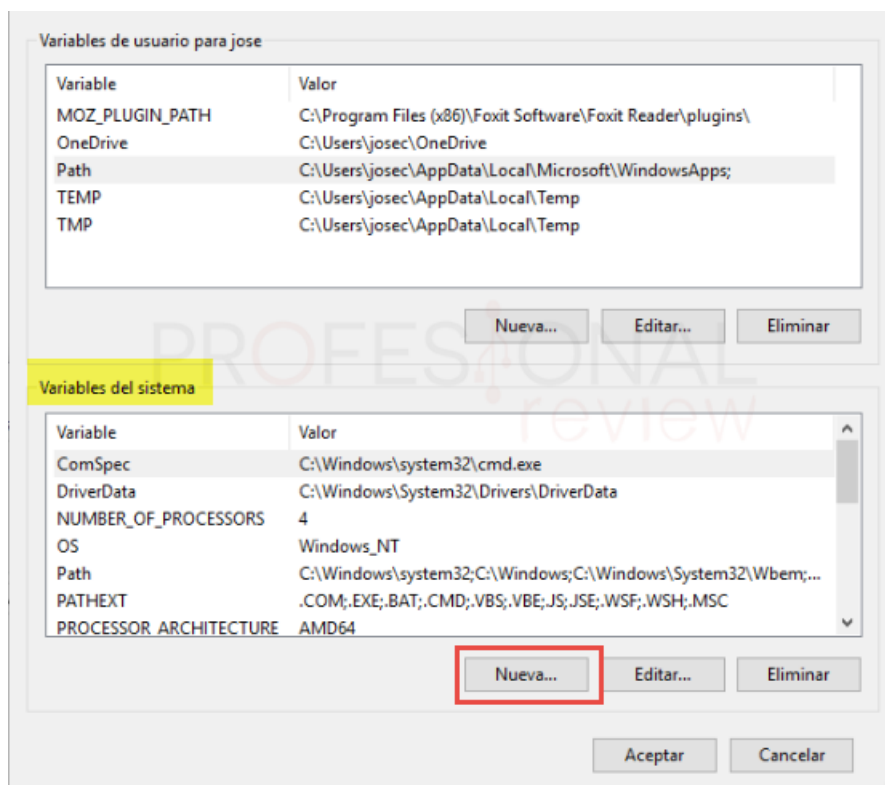 Variables de usuario para jose
Variable Valor
MOZ_PLUGIN_PATH C:\Program Files (x86)\Foxit Software\Foxit Reader\plugins\
OneDrive C:\Users\josec\OneDrive
Path C:\Users\josec\AppData\Local\Microsoft\WindowsApps;
TEMP C:\Users\josec\AppData\Local\Temp
TMP C:\Users\josec\AppData\Local\Temp
Nueva... Editar... Eliminar
PROFESIONAL
review
Variables del sistema
Variable Valor
ComSpec C:\Windows\system32\cmd.exe
DriverData C:\Windows\System32\Drivers\DriverData
NUMBER_OF_PROCESSORS 4
OS Windows_NT
Path C:\Windows\system32;C:\Windows;C:\Windows\System32\Wbem;...
PATHEXT .COM;.EXE;.BAT;.CMD;.VBS;.VBE;.JS;.JSE;.WSF;.WSH;.MSC
PROCESSOR_ARCHITECTURE AMD64
Nueva... Editar... Eliminar
Aceptar Cancelar